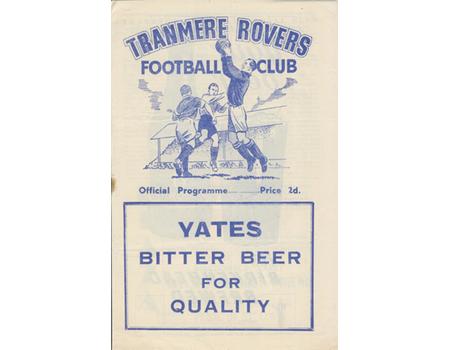 TRANMERE ROVERS
FOOTBALL CLUB
Official Programme............Price 2d.
YATES
BITTER BEER
FOR
QUALITY